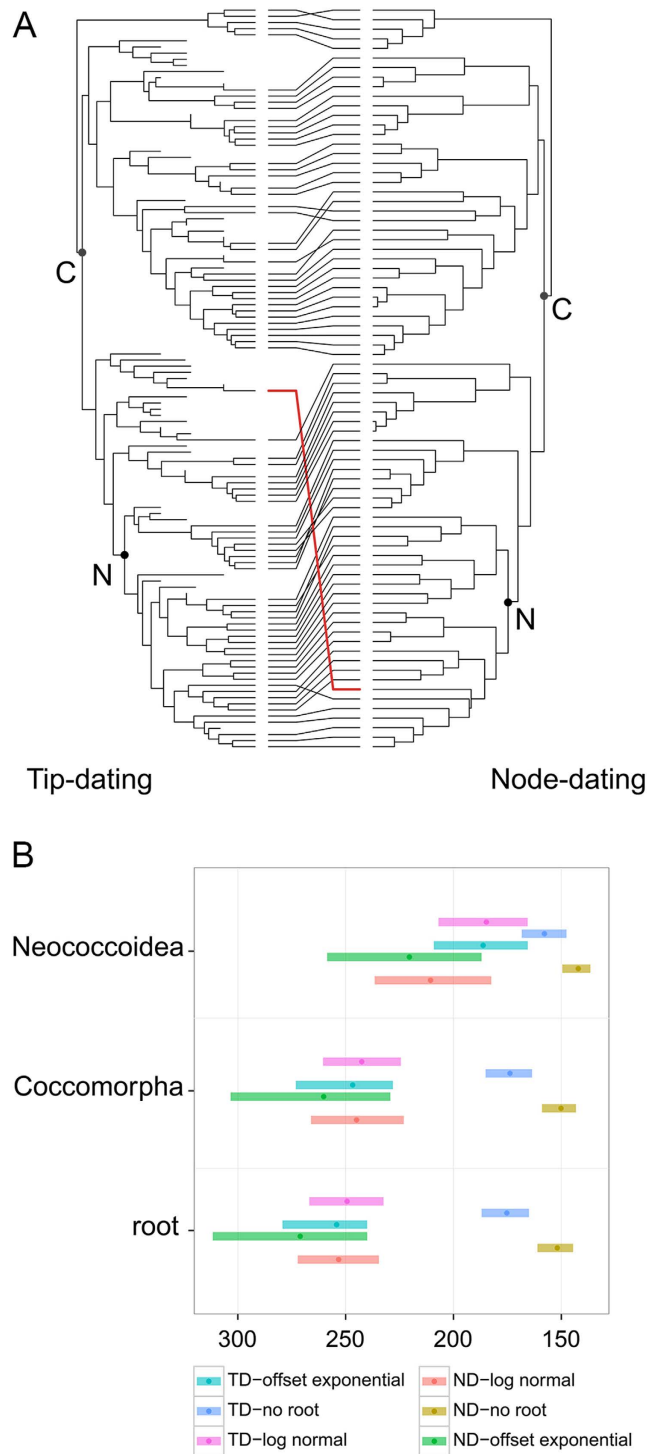 A
C
C
N
N
Tip-dating
Node-dating
B
Neococcoidea
Coccomorpha
root
300 250 200 150
TD-offset exponential
ND-log normal
TD-no root
ND-no root
TD-log normal
ND-offset exponential